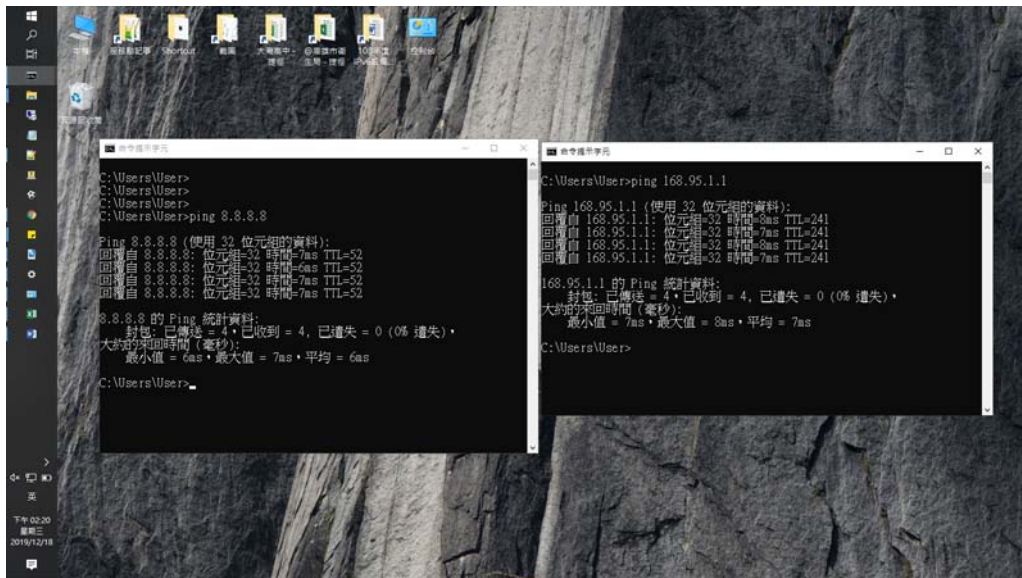 本機
Shortcut
範圍
控制台
資源回收筒
命令提示字元
C:\Users\User>
C:\Users\User>
C:\Users\User>
C:\Users\User>ping 8.8.8.8
Ping 8.8.8.8 (使用 32 位元組的資料):
回覆自 8.8.8.8: 位元組=32 時間=7ms TTL=52
回覆自 8.8.8.8: 位元組=32 時間=6ms TTL=52
回覆自 8.8.8.8: 位元組=32 時間=7ms TTL=52
回覆自 8.8.8.8: 位元組=32 時間=7ms TTL=52
8.8.8.8 的 Ping 統計資料:
封包: 已傳送 = 4，已收到 = 4, 已遺失 = 0 (0% 遺失)，
大約的來回時間 (毫秒):
最小值 = 6ms，最大值 = 7ms，平均 = 6ms
C:\Users\User>
命令提示字元
C:\Users\User>ping 168.95.1.1
Ping 168.95.1.1 (使用 32 位元組的資料):
回覆自 168.95.1.1: 位元組=32 時間=8ms TTL=241
回覆自 168.95.1.1: 位元組=32 時間=7ms TTL=241
回覆自 168.95.1.1: 位元組=32 時間=8ms TTL=241
回覆自 168.95.1.1: 位元組=32 時間=7ms TTL=241
168.95.1.1 的 Ping 統計資料:
封包: 已傳送 = 4，已收到 = 4, 已遺失 = 0 (0% 遺失)，
大約的來回時間 (毫秒):
最小值 = 7ms，最大值 = 8ms，平均 = 7ms
C:\Users\User>
英
下午 02:20
星期三
2019/12/18